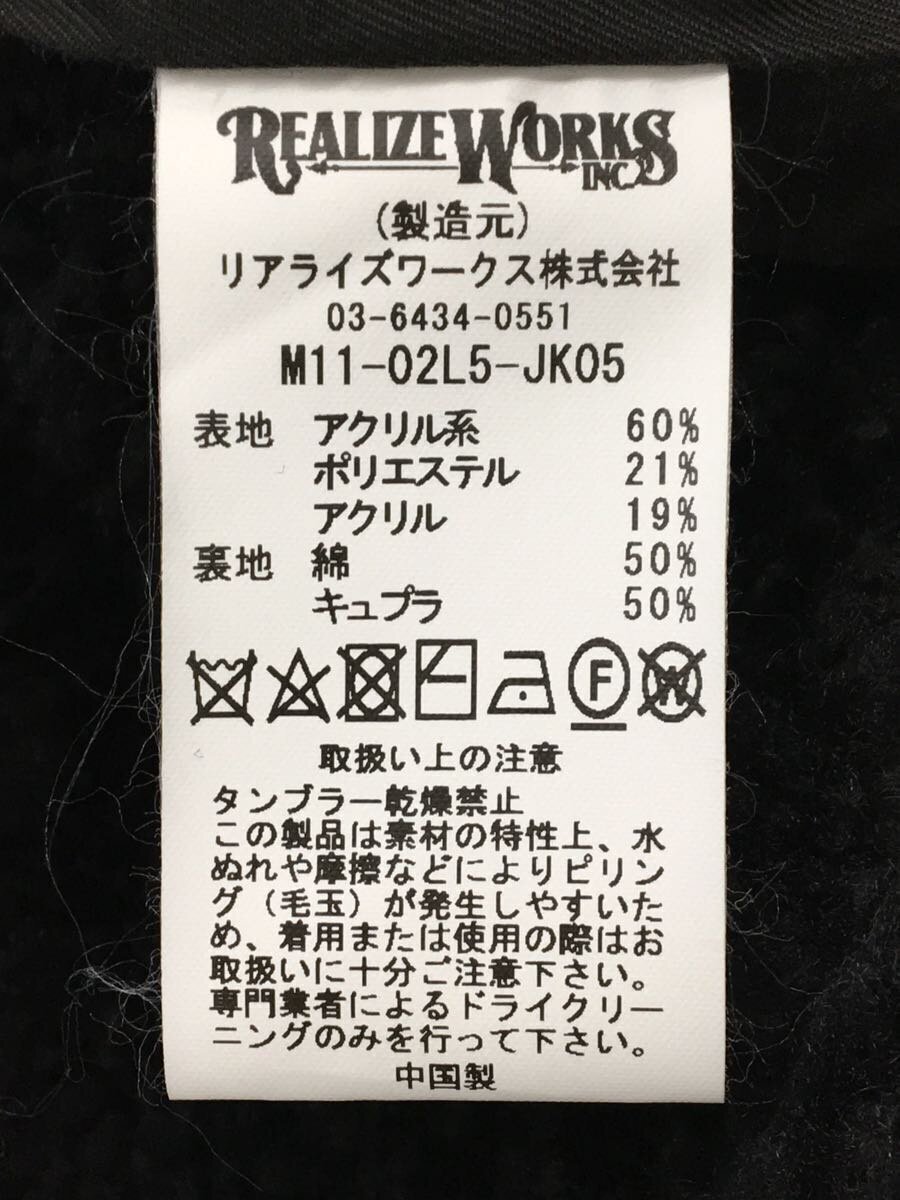 REALIZE WORKS INC
(製造元)
リアライズワークス株式会社
03-6434-0551
M11-02L5-JK05
表地 アクリル系 60%
ポリエステル 21%
アクリル 19%
裏地 綿 50%
キュプラ 50%
F W
取扱い上の注意
タンブラー乾燥禁止
この製品は素材の特性上、水
ぬれや摩擦などによりピリン
グ(毛玉)が発生しやすいた
め、着用または使用の際はお
取扱いに十分ご注意下さい。
専門業者によるドライクリー
ニングのみを行って下さい。
中国製